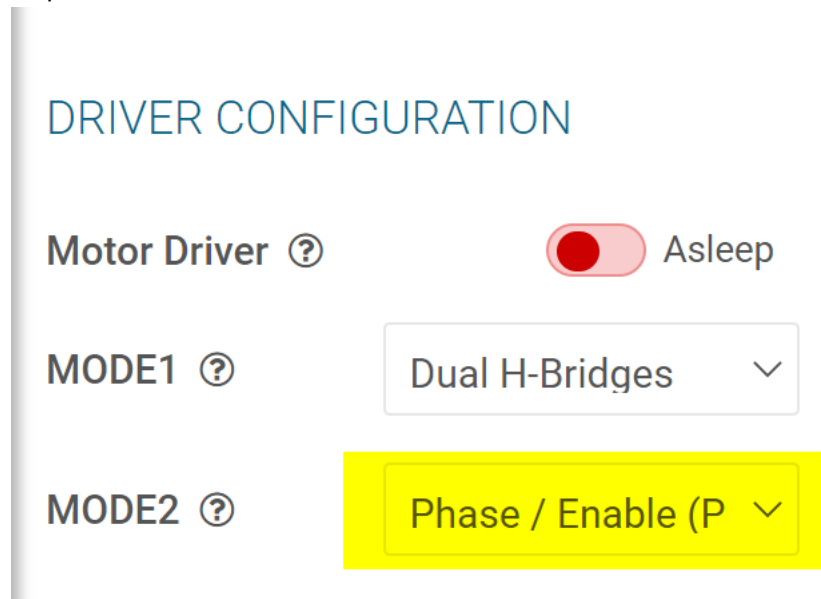 DRIVER CONFIGURATION
Motor Driver ? Asleep
MODE1 ? Dual H-Bridges
MODE2 ? Phase / Enable (P